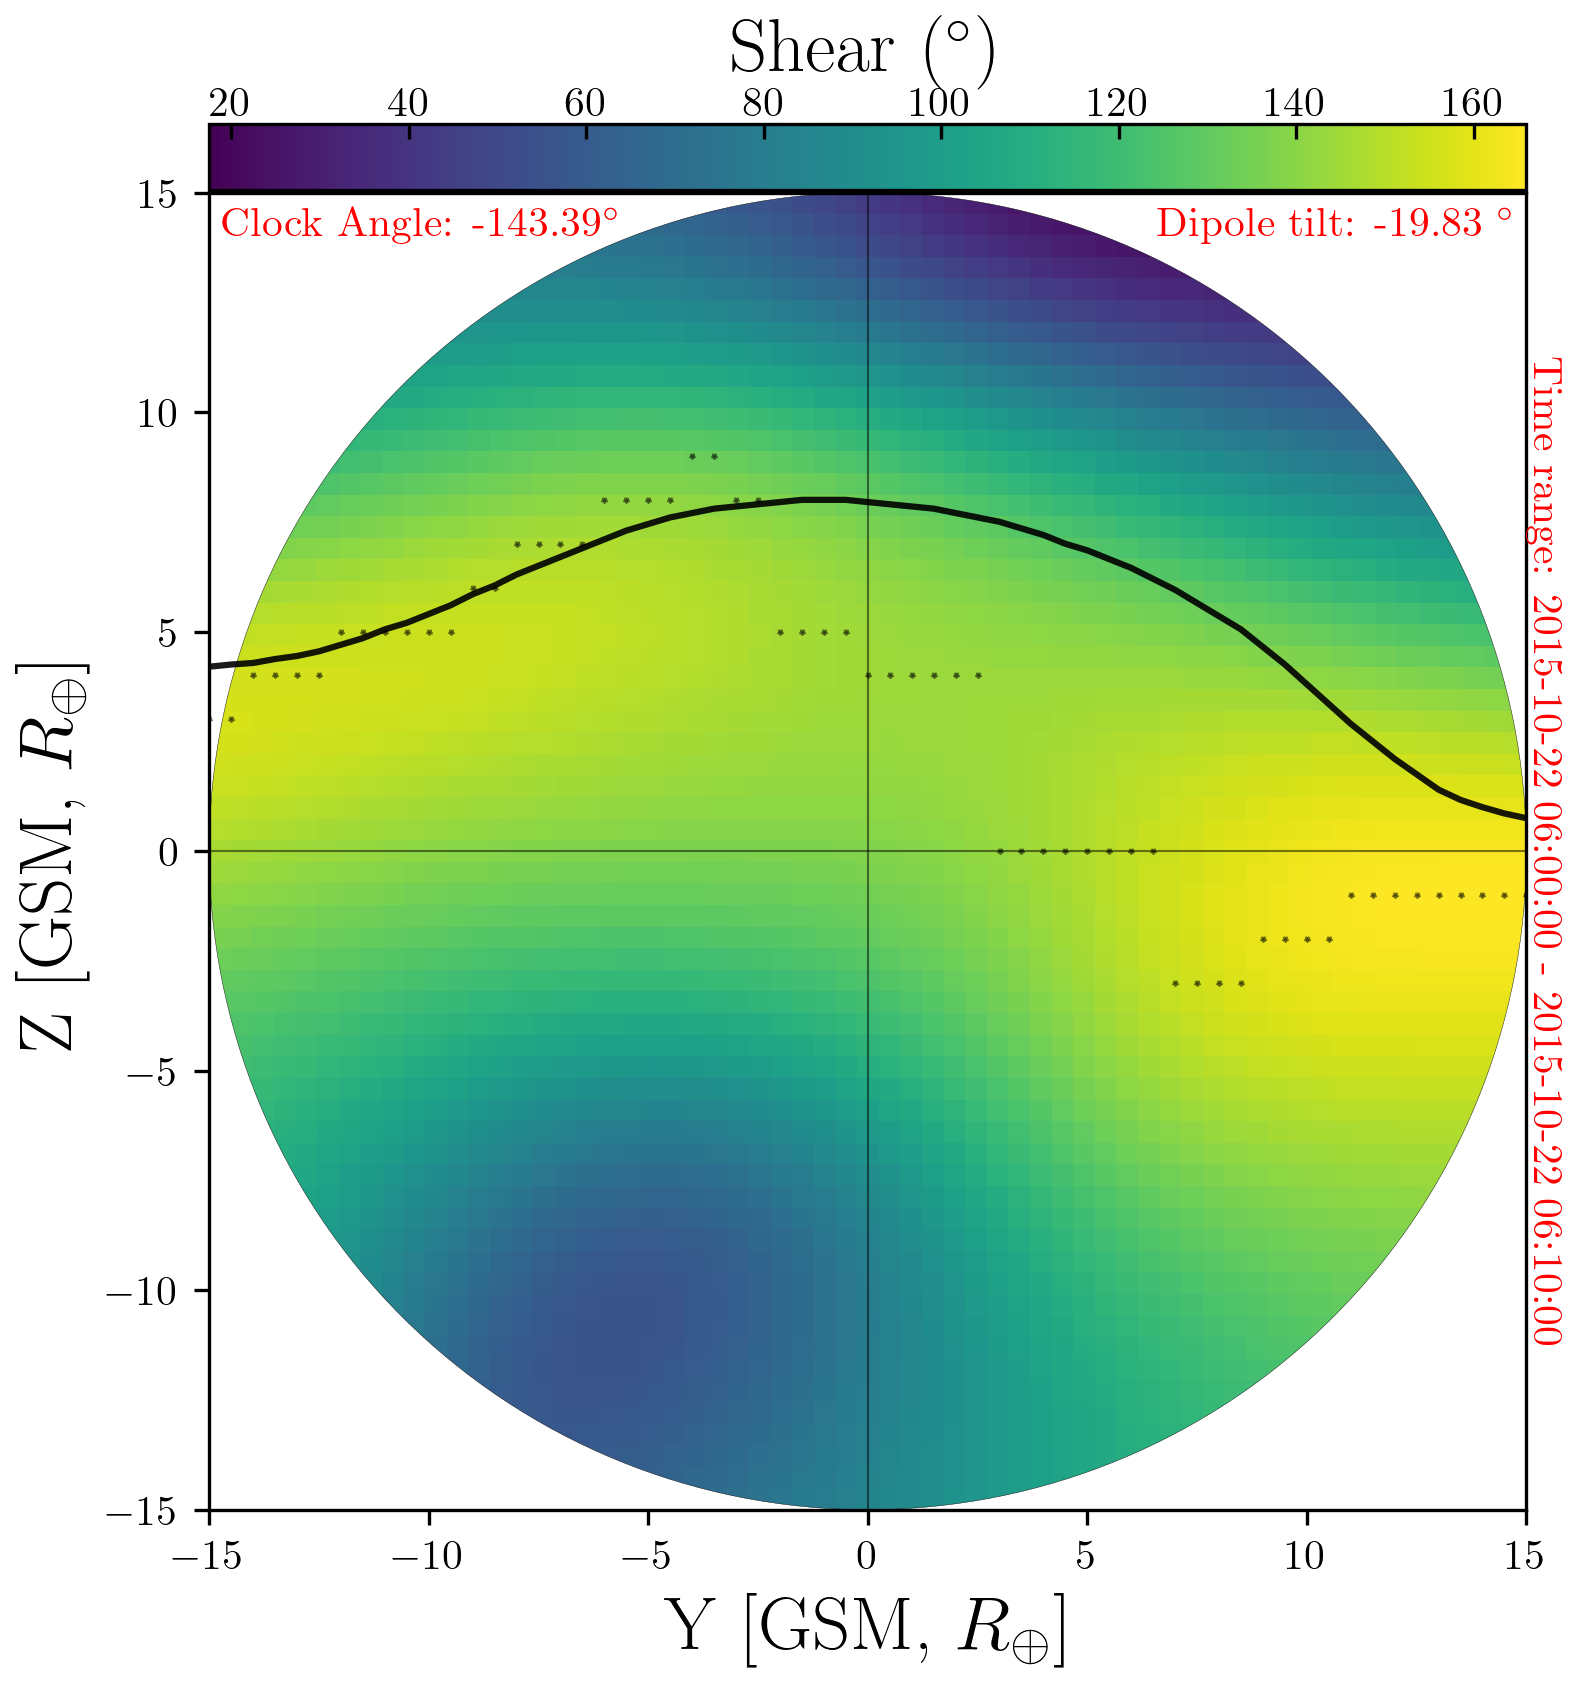 Shear (°)
20 40 60 80 100 120 140 160
Clock Angle: -143.39°
Dipole tilt: -19.83 °
Time range: 2015-10-22 06:00:00 - 2015-10-22 06:10:00
15
10
5
0
−5
−10
−15
Z [GSM, R⊕]
−15 −10 −5 0 5 10 15
Y [GSM, R⊕]